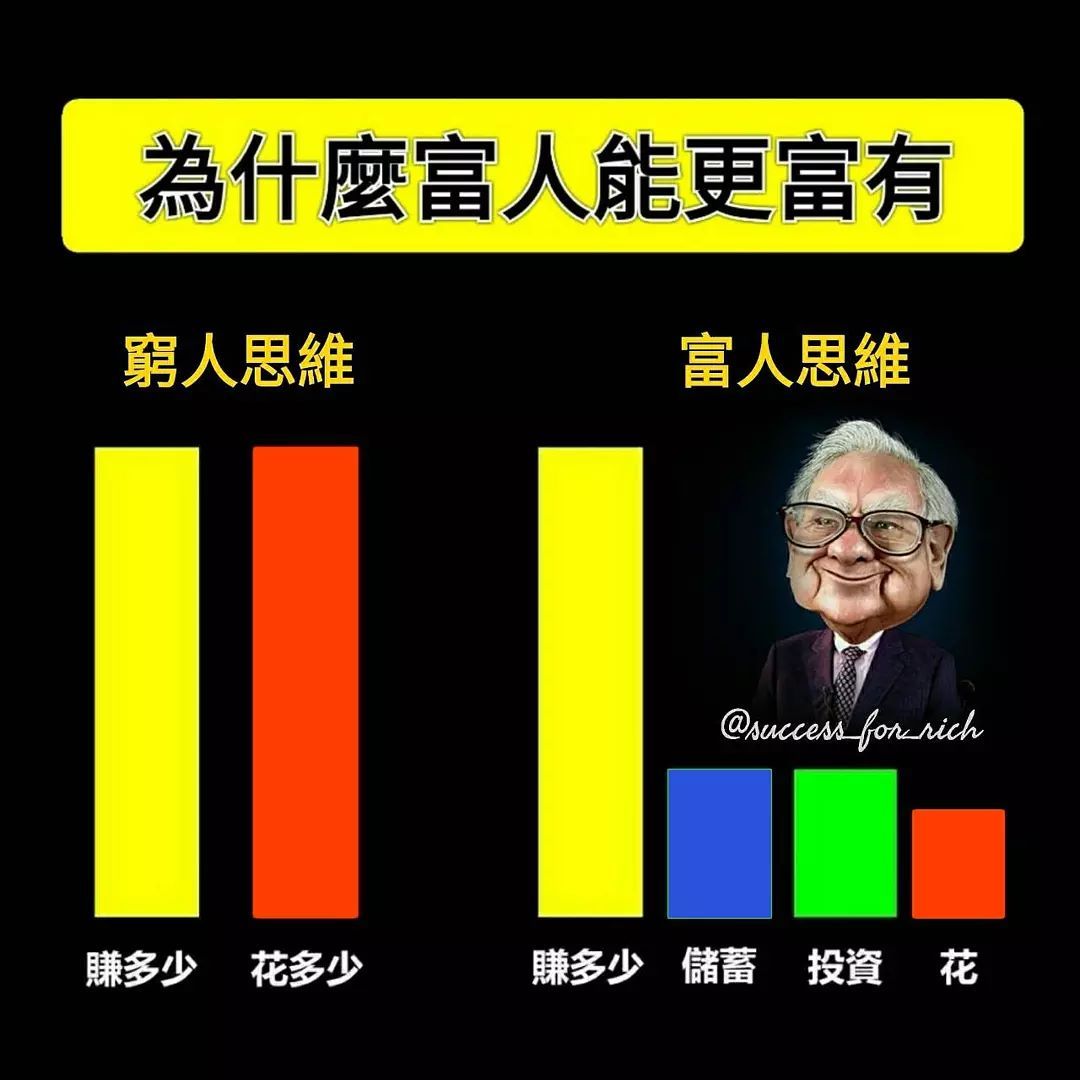 為什麼富人能更富有
窮人思維
富人思維
@success_for_rich
賺多少 花多少
賺多少 儲蓄 投資 花